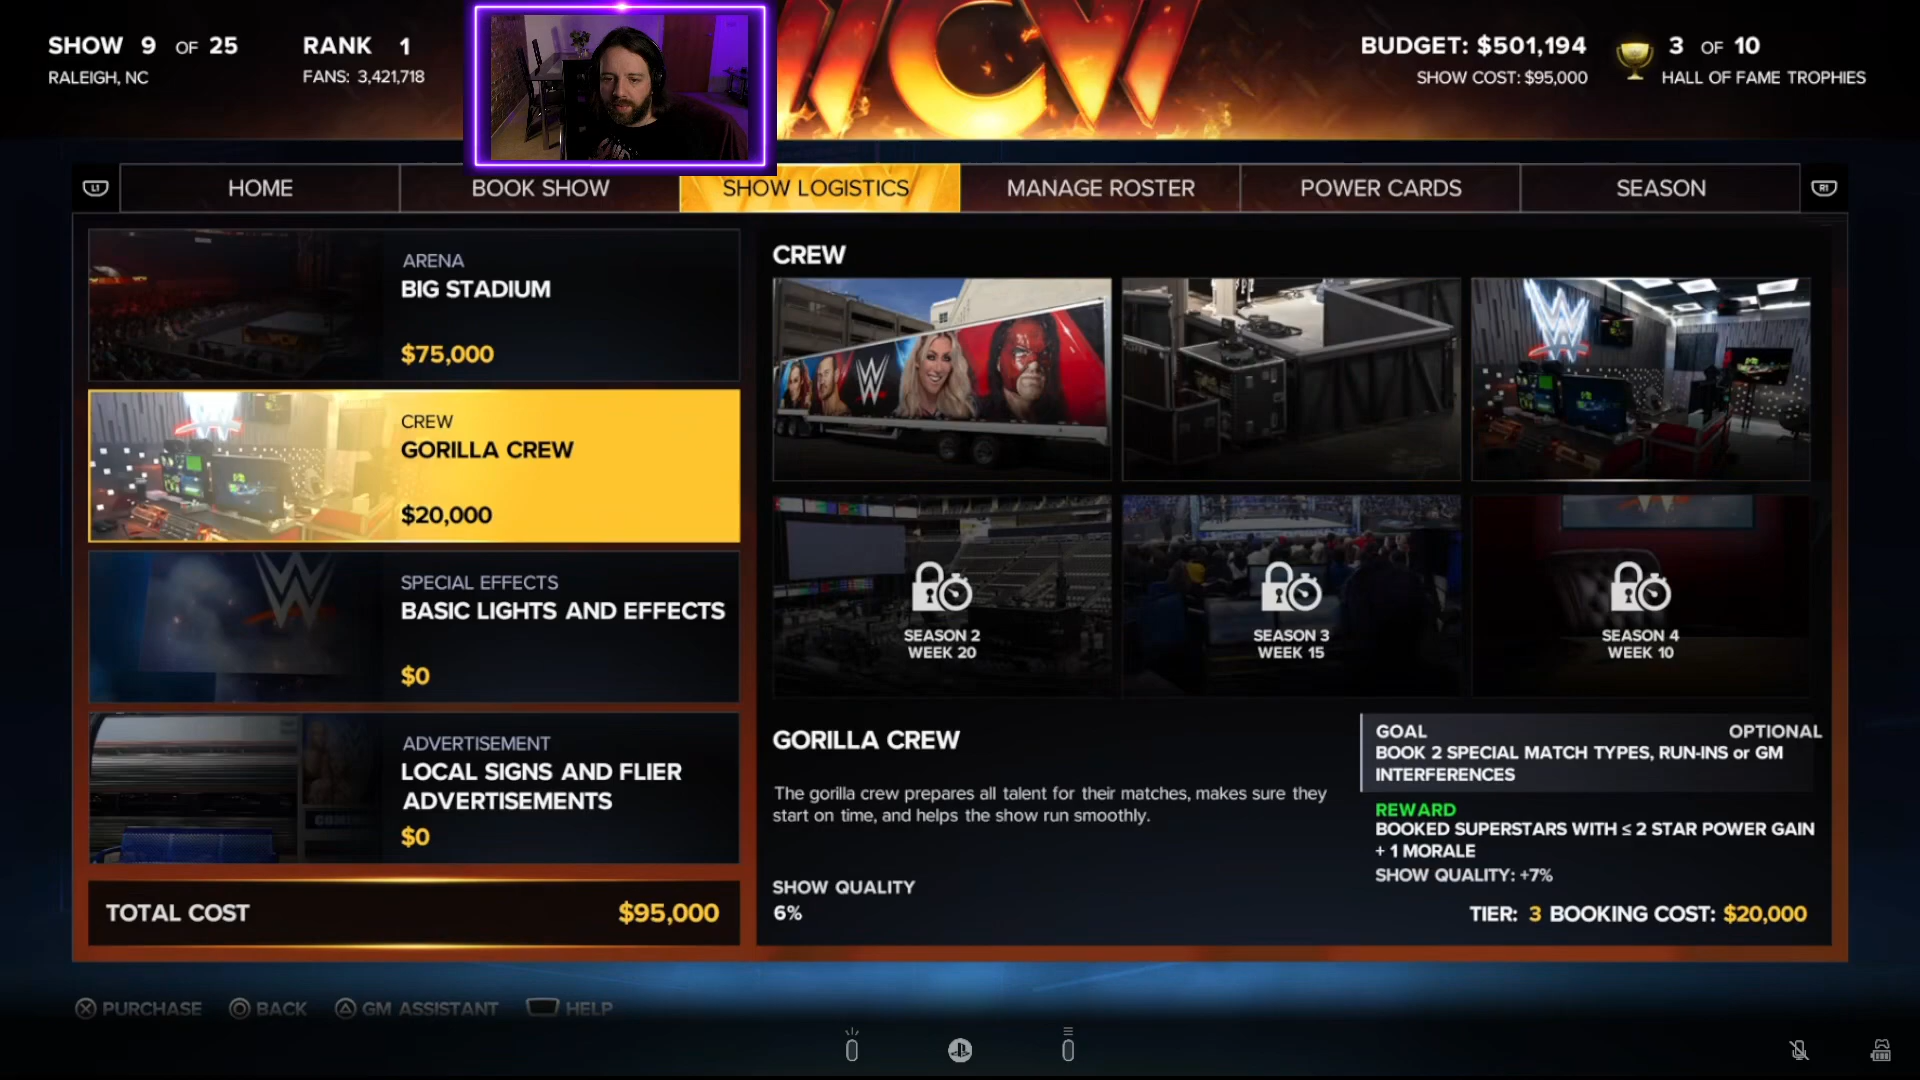 SHOW 9 OF 25
RALEIGH, NC
RANK 1
FANS: 3,421,718
WCW
BUDGET: $501,194
SHOW COST: $95,000
3 OF 10
HALL OF FAME TROPHIES
L1
HOME
BOOK SHOW
SHOW LOGISTICS
MANAGE ROSTER
POWER CARDS
SEASON
R1
ARENA
BIG STADIUM
$75,000
CREW
GORILLA CREW
$20,000
SPECIAL EFFECTS
BASIC LIGHTS AND EFFECTS
$0
ADVERTISEMENT
LOCAL SIGNS AND FLIER
ADVERTISEMENTS
$0
TOTAL COST
$95,000
CREW
SEASON 2
WEEK 20
SEASON 3
WEEK 15
SEASON 4
WEEK 10
GORILLA CREW
The gorilla crew prepares all talent for their matches, makes sure they
start on time, and helps the show run smoothly.
SHOW QUALITY
6%
GOAL
OPTIONAL
BOOK 2 SPECIAL MATCH TYPES, RUN-INS or GM
INTERFERENCES
REWARD
BOOKED SUPERSTARS WITH ≤ 2 STAR POWER GAIN
+ 1 MORALE
SHOW QUALITY: +7%
TIER: 3 BOOKING COST: $20,000
PURCHASE
BACK
GM ASSISTANT
HELP